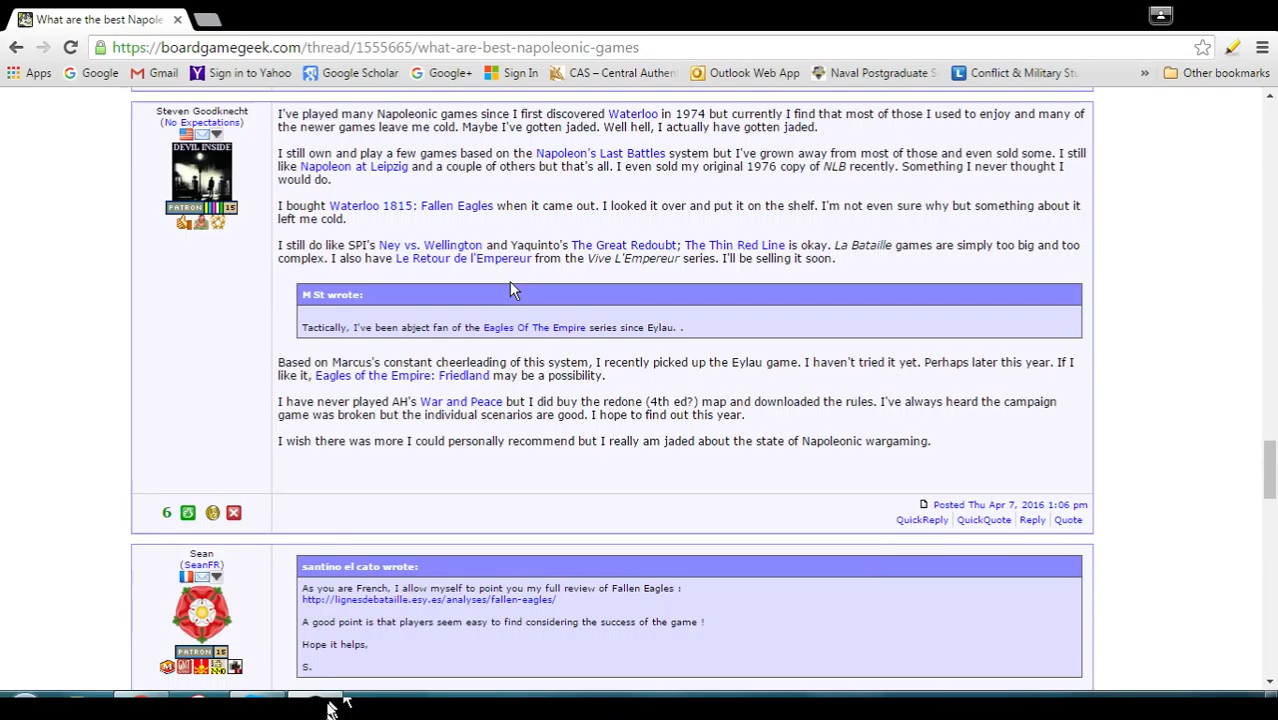 What are the best Napole
https://boardgamegeek.com/thread/1555665/what-are-best-napoleonic-games
Apps Google Gmail Sign in to Yahoo Google Scholar Google+ Sign In CAS – Central Authen Outlook Web App Naval Postgraduate S Conflict & Military Stu » Other bookmarks
Steven Goodknecht
(No Expectations)
DEVIL INSIDE
PATRON 15
I've played many Napoleonic games since I first discovered Waterloo in 1974 but currently I find that most of those I used to enjoy and many of
the newer games leave me cold. Maybe I've gotten jaded. Well hell, I actually have gotten jaded.
I still own and play a few games based on the Napoleon's Last Battles system but I've grown away from most of those and even sold some. I still
like Napoleon at Leipzig and a couple of others but that's all. I even sold my original 1976 copy of NLB recently. Something I never thought I
would do.
I bought Waterloo 1815: Fallen Eagles when it came out. I looked it over and put it on the shelf. I'm not even sure why but something about it
left me cold.
I still do like SPI's Ney vs. Wellington and Yaquinto's The Great Redoubt; The Thin Red Line is okay. La Bataille games are simply too big and too
complex. I also have Le Retour de l'Empereur from the Vive L'Empereur series. I'll be selling it soon.
M St wrote:
Tactically, I've been abject fan of the Eagles Of The Empire series since Eylau. .
Based on Marcus's constant cheerleading of this system, I recently picked up the Eylau game. I haven't tried it yet. Perhaps later this year. If I
like it, Eagles of the Empire: Friedland may be a possibility.
I have never played AH's War and Peace but I did buy the redone (4th ed?) map and downloaded the rules. I've always heard the campaign
game was broken but the individual scenarios are good. I hope to find out this year.
I wish there was more I could personally recommend but I really am jaded about the state of Napoleonic wargaming.
6
Posted Thu Apr 7, 2016 1:06 pm
QuickReply | QuickQuote | Reply | Quote
Sean
(SeanFR)
PATRON 15
santino el cato wrote:
As you are French, I allow myself to point you my full review of Fallen Eagles :
http://lignesdebataille.esy.es/analyses/fallen-eagles/
A good point is that players seem easy to find considering the success of the game !
Hope it helps,
S.